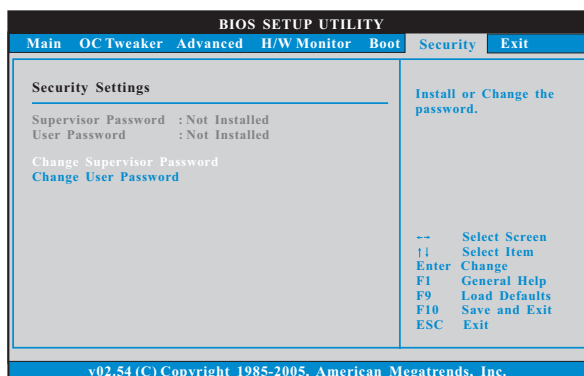 BIOS SETUP UTILITY
Main OC Tweaker Advanced H/W Monitor Boot Security Exit
Security Settings
Supervisor Password : Not Installed
User Password : Not Installed
Change Supervisor Password
Change User Password
Install or Change the
password.
←→ Select Screen
↑↓ Select Item
Enter Change
F1 General Help
F9 Load Defaults
F10 Save and Exit
ESC Exit
v02.54 (C) Copyright 1985-2005, American Megatrends, Inc.